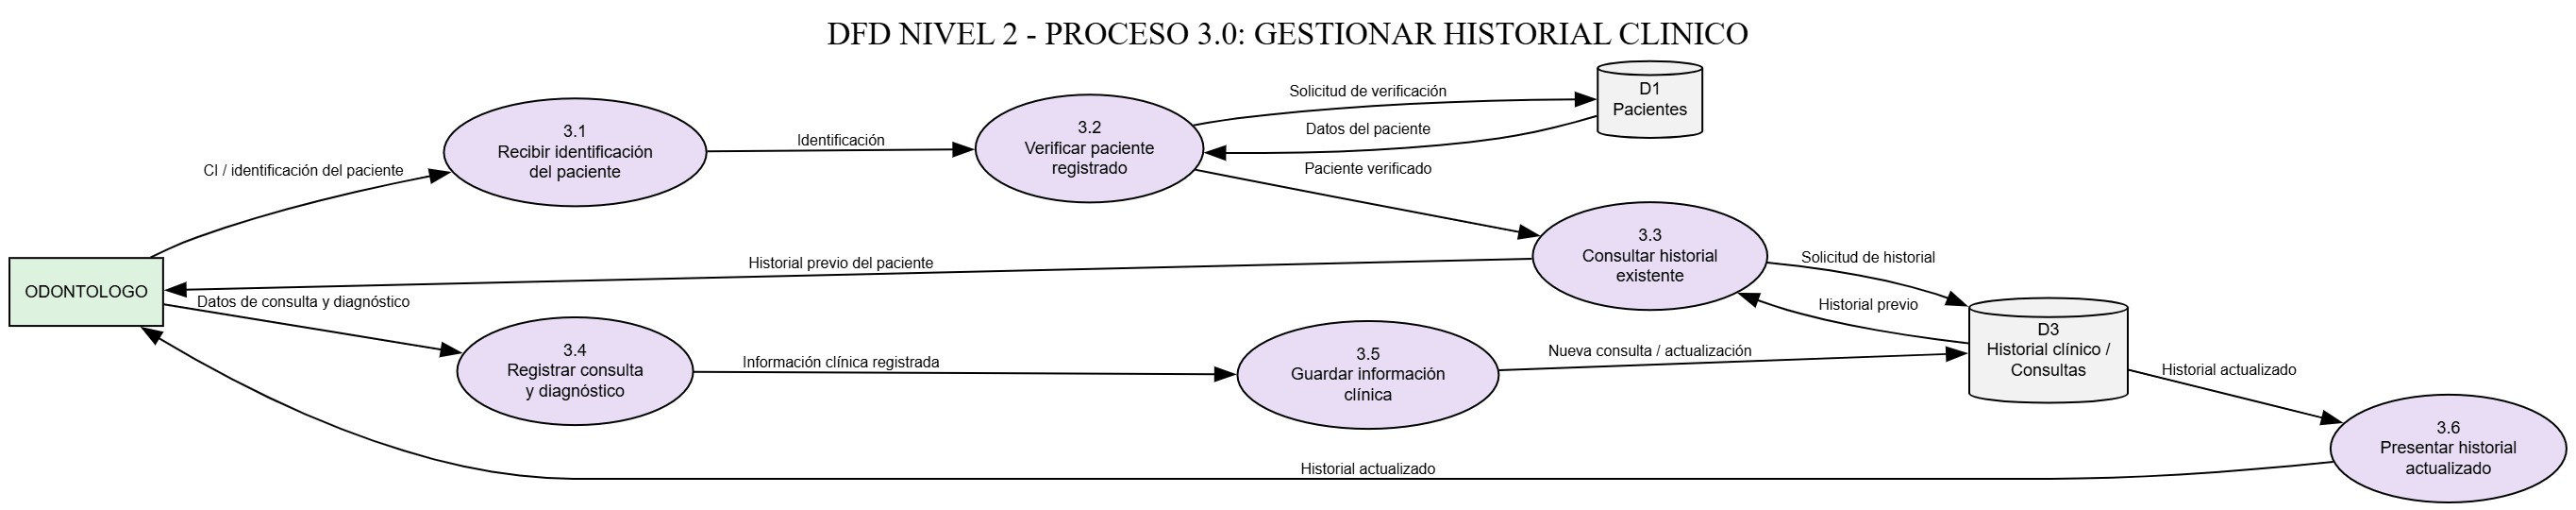 DFD NIVEL 2 - PROCESO 3.0: GESTIONAR HISTORIAL CLINICO
D1
Pacientes
Solicitud de verificación
Datos del paciente
3.1
Recibir identificación
del paciente
Identificación
3.2
Verificar paciente
registrado
CI / identificación del paciente
Paciente verificado
3.3
Consultar historial
existente
Solicitud de historial
Historial previo del paciente
ODONTOLOGO
Datos de consulta y diagnóstico
Historial previo
D3
Historial clínico /
Consultas
3.4
Registrar consulta
y diagnóstico
Información clínica registrada
3.5
Guardar información
clínica
Nueva consulta / actualización
Historial actualizado
3.6
Presentar historial
actualizado
Historial actualizado